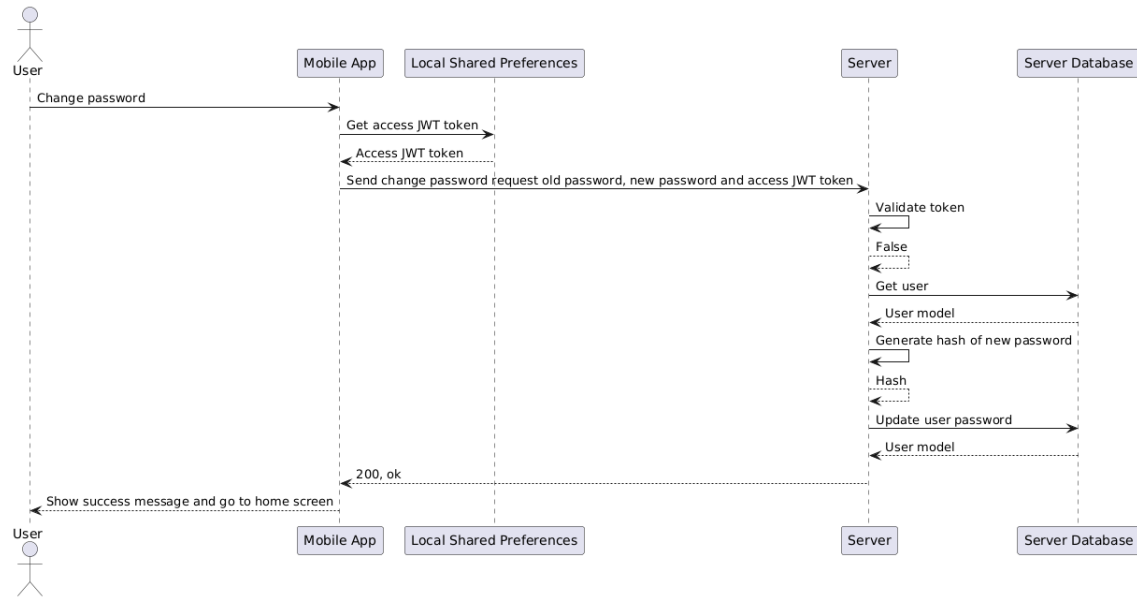 User
Mobile App
Local Shared Preferences
Server
Server Database
Change password
Get access JWT token
Access JWT token
Send change password request old password, new password and access JWT token
Validate token
False
Get user
User model
Generate hash of new password
Hash
Update user password
User model
200, ok
Show success message and go to home screen
User
Mobile App
Local Shared Preferences
Server
Server Database